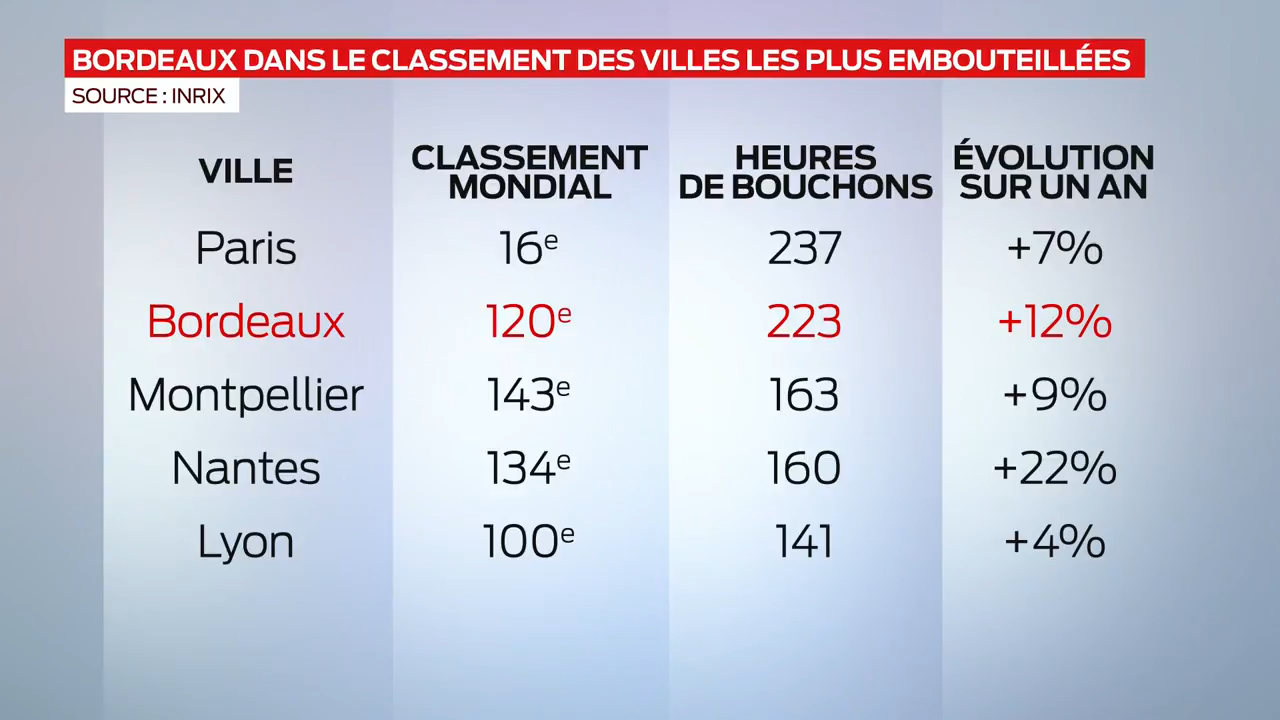 BORDEAUX DANS LE CLASSEMENT DES VILLES LES PLUS EMBOUTEILLÉES
SOURCE : INRIX
VILLE CLASSEMENT MONDIAL HEURES DE BOUCHONS ÉVOLUTION SUR UN AN
Paris 16e 237 +7%
Bordeaux 120e 223 +12%
Montpellier 143e 163 +9%
Nantes 134e 160 +22%
Lyon 100e 141 +4%